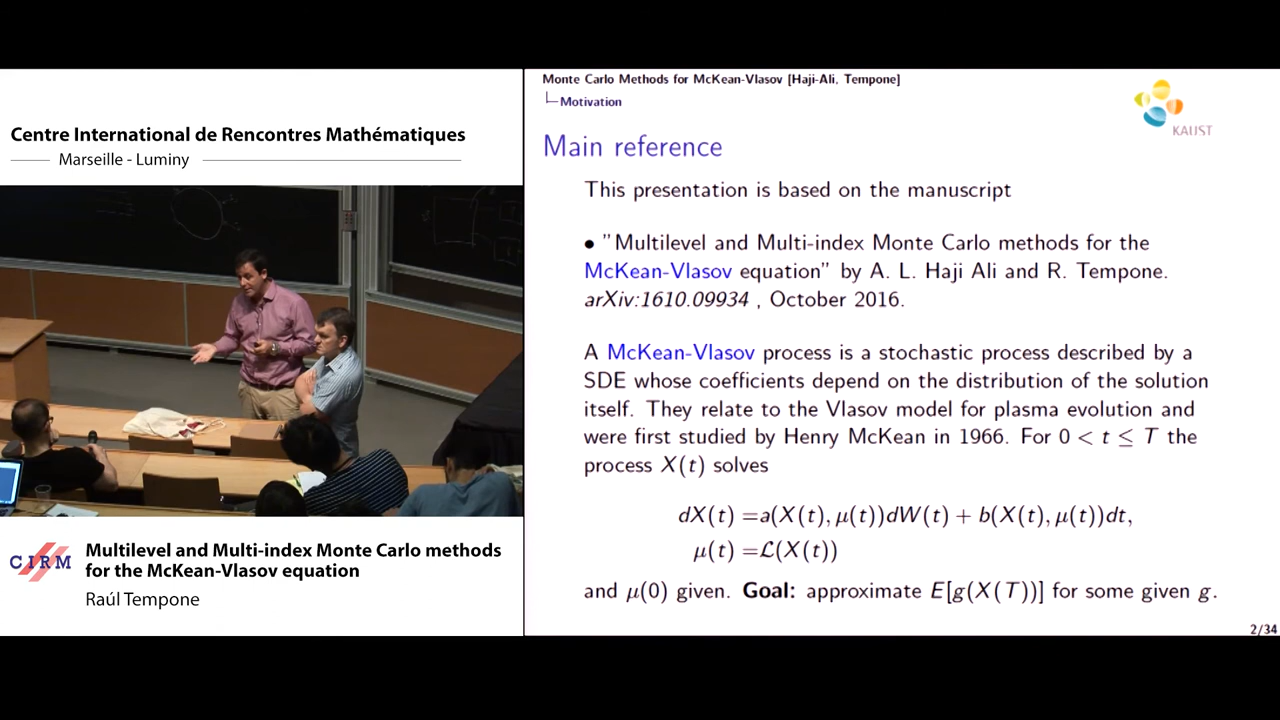 Centre International de Rencontres Mathématiques
Marseille - Luminy
CIRM
Multilevel and Multi-index Monte Carlo methods
for the McKean-Vlasov equation
Raúl Tempone
Monte Carlo Methods for McKean-Vlasov [Haji-Ali, Tempone]
Motivation
KAUST
Main reference
This presentation is based on the manuscript
• "Multilevel and Multi-index Monte Carlo methods for the
McKean-Vlasov equation" by A. L. Haji Ali and R. Tempone.
arXiv:1610.09934 , October 2016.
A McKean-Vlasov process is a stochastic process described by a
SDE whose coefficients depend on the distribution of the solution
itself. They relate to the Vlasov model for plasma evolution and
were first studied by Henry McKean in 1966. For 0 < t ≤ T the
process X(t) solves
dX(t) =a(X(t), μ(t))dW(t) + b(X(t), μ(t))dt,
μ(t) =ℒ(X(t))
and μ(0) given. Goal: approximate E[g(X(T))] for some given g.
2/34